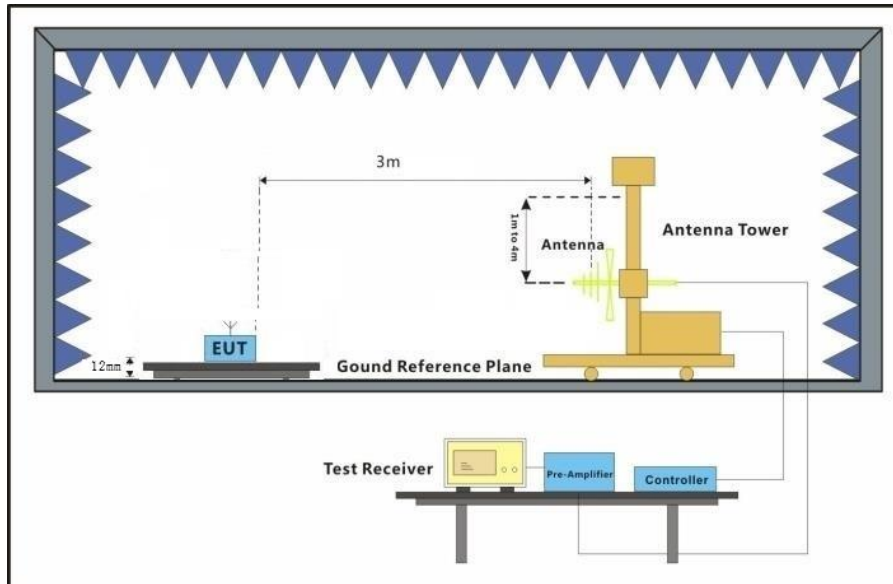 3m
1m to 4m
Antenna
Antenna Tower
EUT
12mm
Gound Reference Plane
Test Receiver
Pre-Amplifier
Controller